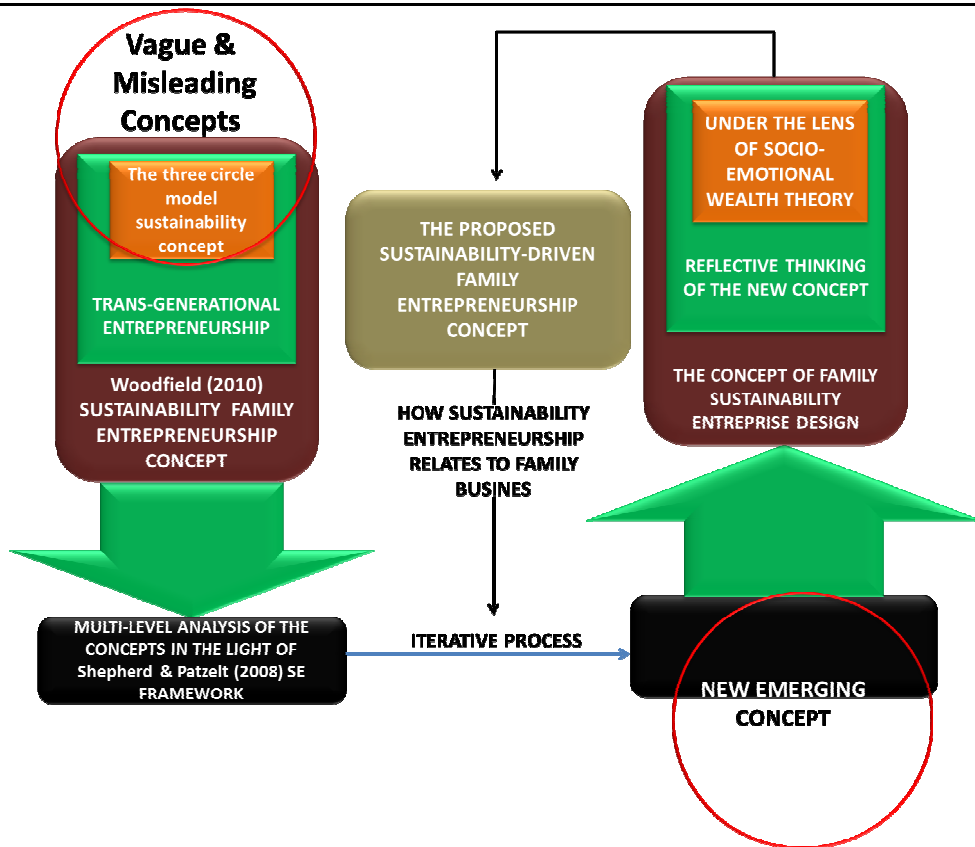 Vague &
Misleading
Concepts
The three circle
model
sustainability
concept
TRANS-GENERATIONAL
ENTREPRENEURSHIP
Woodfield (2010)
SUSTAINABILITY FAMILY
ENTREPRENEURSHIP
CONCEPT
MULTI-LEVEL ANALYSIS OF THE
CONCEPTS IN THE LIGHT OF
Shepherd & Patzelt (2008) SE
FRAMEWORK
THE PROPOSED
SUSTAINABILITY-DRIVEN
FAMILY
ENTREPRENEURSHIP
CONCEPT
HOW SUSTAINABILITY
ENTREPRENEURSHIP
RELATES TO FAMILY
BUSINES
ITERATIVE PROCESS
UNDER THE LENS
OF SOCIO-
EMOTIONAL
WEALTH THEORY
REFLECTIVE THINKING
OF THE NEW CONCEPT
THE CONCEPT OF FAMILY
SUSTAINABILITY
ENTREPRISE DESIGN
NEW EMERGING
CONCEPT